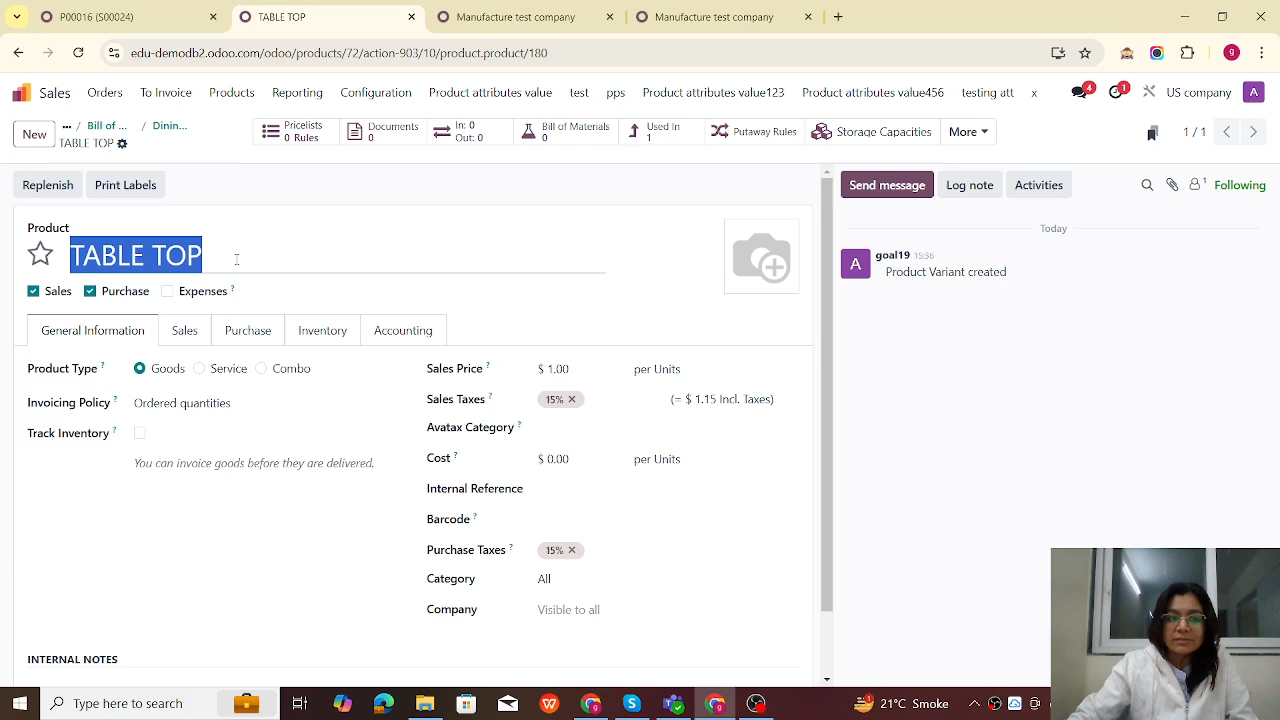 P00016 (S00024)
TABLE TOP
Manufacture test company
Manufacture test company
edu-demodb2.odoo/odoo/products/72/action-903/10/product.product/180
g
Sales Orders To Invoice Products Reporting Configuration Product attributes value test pps Product attributes value123 Product attributes value456 testing att x 4 1 US company A
New
... / Bill of ... / Dinin...
TABLE TOP
Pricelists
0 Rules
Documents
0
In: 0
Out: 0
Bill of Materials
0
Used In
1
Putaway Rules
Storage Capacities
More
1 / 1
Replenish Print Labels
Send message Log note Activities
1 Following
Product
TABLE TOP
Sales Purchase Expenses ?
General Information Sales Purchase Inventory Accounting
Product Type ? Goods Service Combo
Invoicing Policy ? Ordered quantities
Track Inventory ?
You can invoice goods before they are delivered.
Sales Price ? $ 1.00 per Units
Sales Taxes ? 15% × (= $ 1.15 Incl. Taxes)
Avatax Category ?
Cost ? $ 0.00 per Units
Internal Reference
Barcode ?
Purchase Taxes ? 15% ×
Category All
Company Visible to all
INTERNAL NOTES
Today
A
goal19 15:36
Product Variant created
Type here to search
1
21°C Smoke